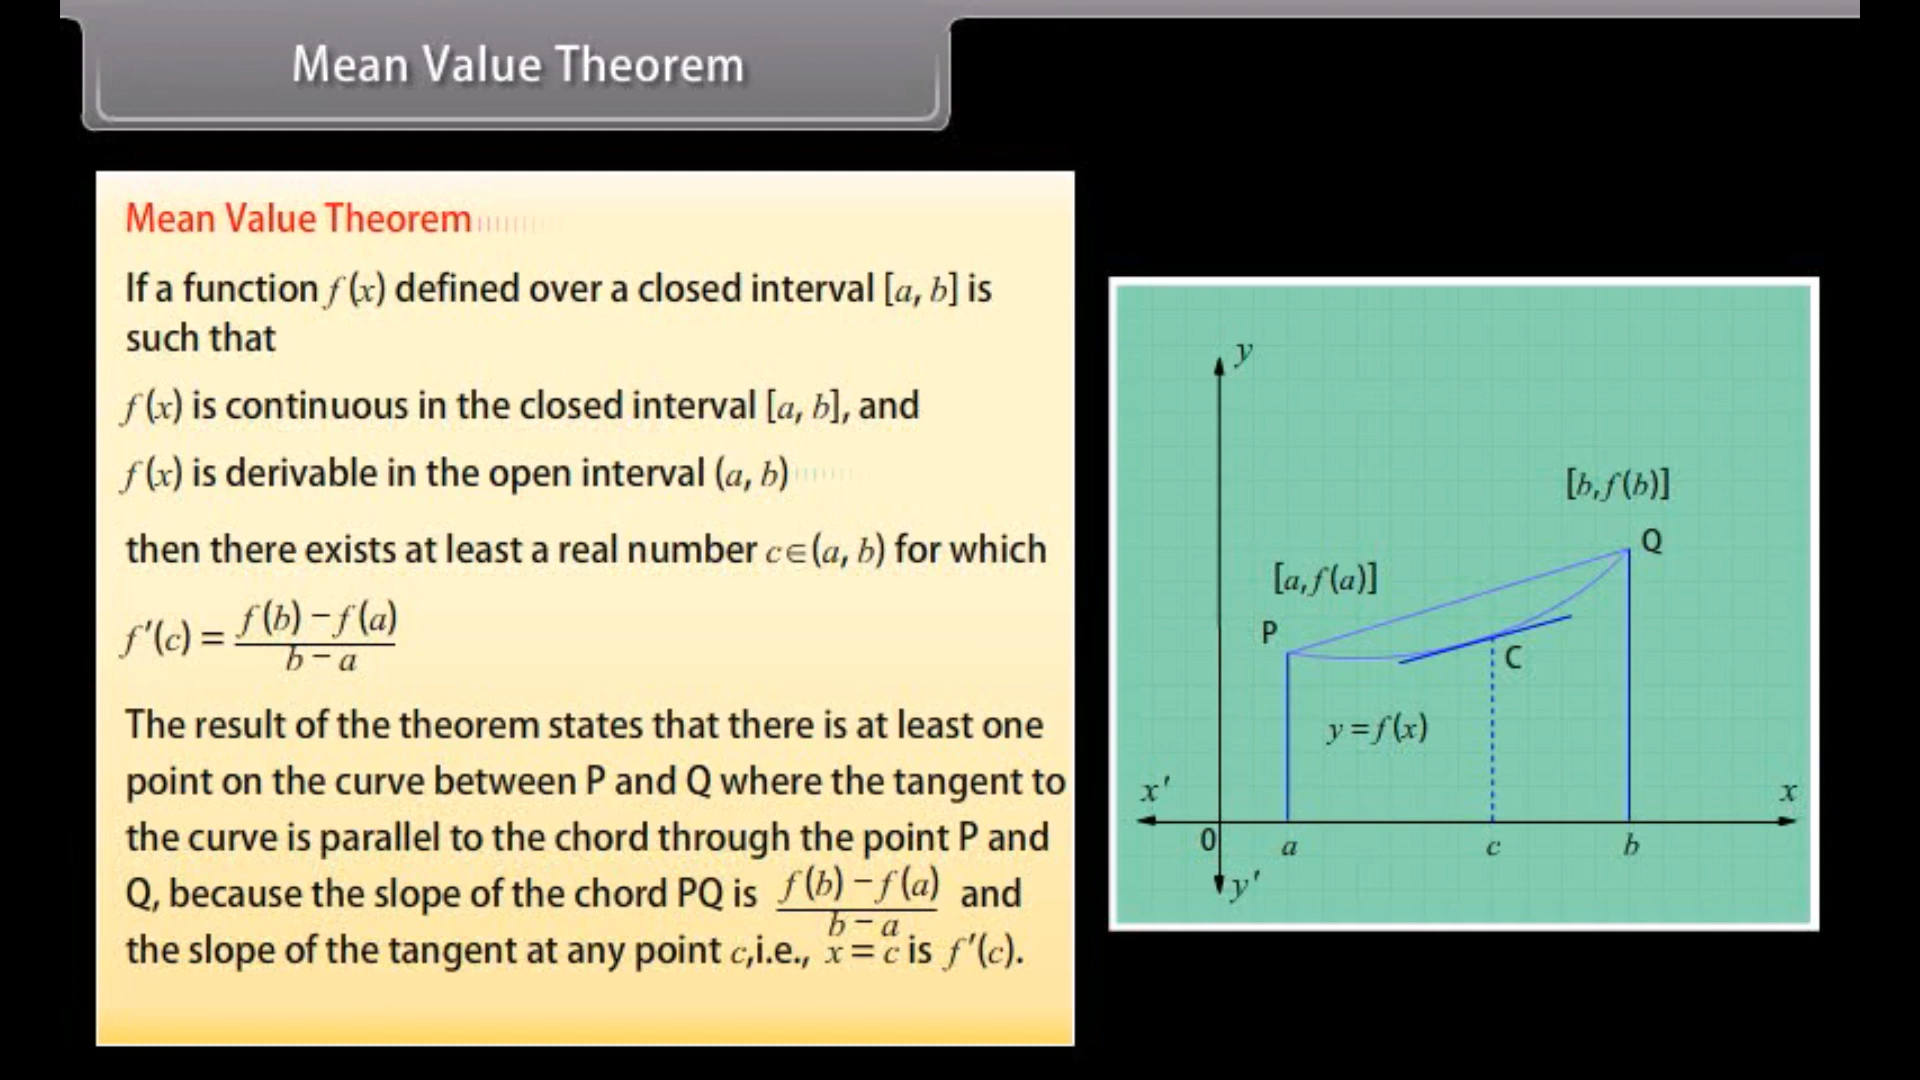 Mean Value Theorem
Mean Value Theorem
If a function f(x) defined over a closed interval [a, b] is
such that
f(x) is continuous in the closed interval [a, b], and
f(x) is derivable in the open interval (a, b)
then there exists at least a real number c∈(a, b) for which
f'(c) = f(b) − f(a) / b − a
The result of the theorem states that there is at least one
point on the curve between P and Q where the tangent to
the curve is parallel to the chord through the point P and
Q, because the slope of the chord PQ is f(b) − f(a) / b − a and
the slope of the tangent at any point c,i.e., x = c is f'(c).
y
[b,f(b)]
Q
[a,f(a)]
P
C
y = f(x)
x'
x
0
a
c
b
y'